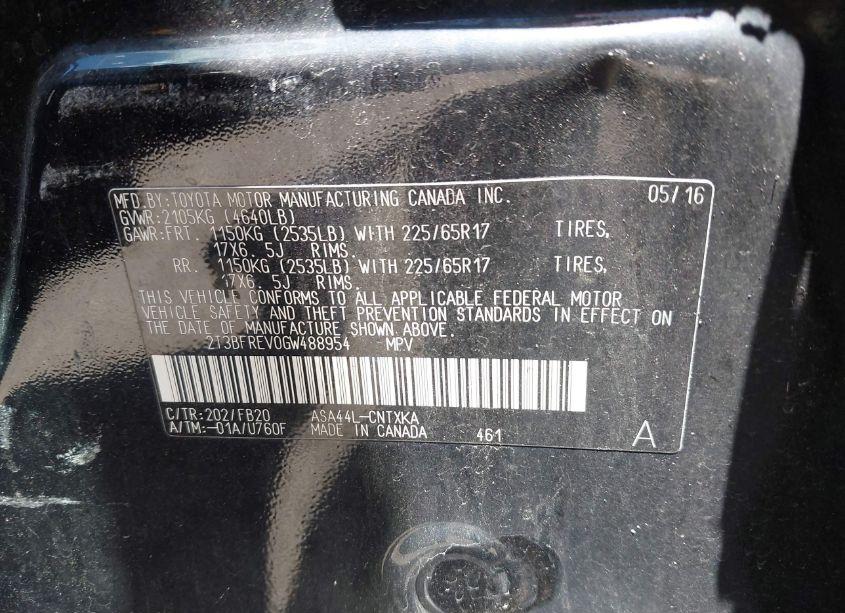 MFD.BY:TOYOTA MOTOR MANUFACTURING CANADA INC. 05/16
GVWR:2105KG (4640LB)
GAWR:FRT. 1150KG (2535LB) WITH 225/65R17 TIRES,
17X6.5J RIMS.
RR. 1150KG (2535LB) WITH 225/65R17 TIRES,
17X6.5J RIMS.
THIS VEHICLE CONFORMS TO ALL APPLICABLE FEDERAL MOTOR
VEHICLE SAFETY AND THEFT PREVENTION STANDARDS IN EFFECT ON
THE DATE OF MANUFACTURE SHOWN ABOVE.
2T3BFREV0GW488954 MPV
C/TR:202/FB20 ASA44L-CNTXKA
A/TM:-01A/U760F MADE IN CANADA 461 A